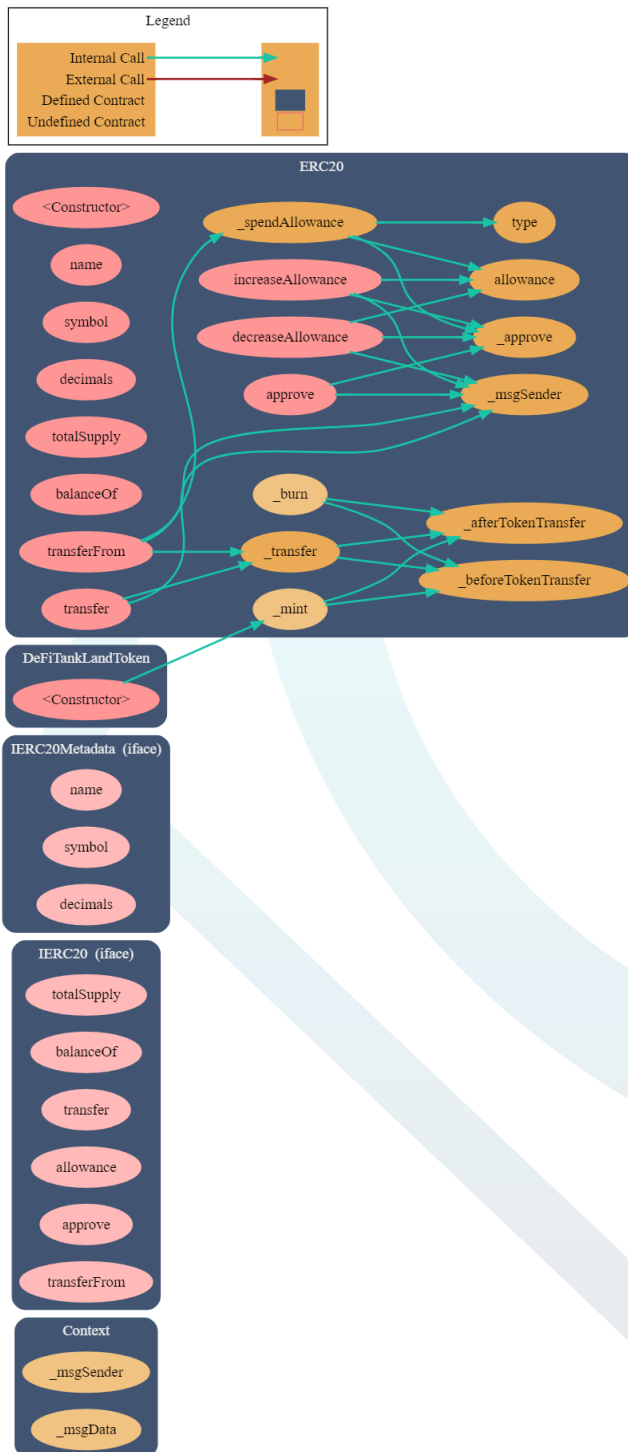 Legend
Internal Call
External Call
Defined Contract
Undefined Contract
ERC20
<Constructor>
name
symbol
decimals
totalSupply
balanceOf
transferFrom
transfer
_spendAllowance
increaseAllowance
decreaseAllowance
approve
_burn
_transfer
_mint
type
allowance
_approve
_msgSender
_afterTokenTransfer
_beforeTokenTransfer
DeFiTankLandToken
<Constructor>
IERC20Metadata (iface)
name
symbol
decimals
IERC20 (iface)
totalSupply
balanceOf
transfer
allowance
approve
transferFrom
Context
_msgSender
_msgData